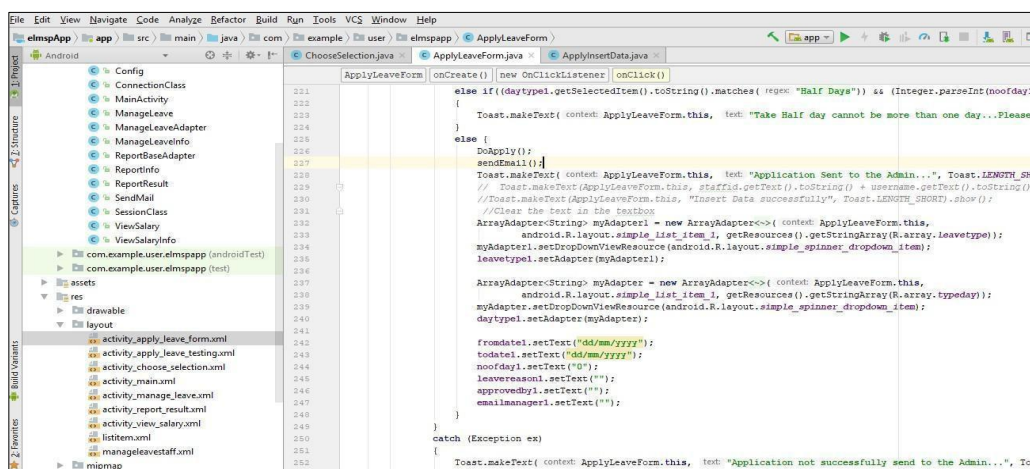 File Edit View Navigate Code Analyze Refactor Build Run Tools VCS Window Help
elmspApp app src main java com example user elmspapp ApplyLeaveForm
app
Android
ChooseSelection.java ApplyLeaveForm.java ApplyInsertData.java
1: Project
7: Structure
Captures
Build Variants
2: Favorites
Config
ConnectionClass
MainActivity
ManageLeave
ManageLeaveAdapter
ManageLeaveInfo
ReportBaseAdapter
ReportInfo
ReportResult
SendMail
SessionClass
ViewSalary
ViewSalaryInfo
com.example.user.elmspapp (androidTest)
com.example.user.elmspapp (test)
assets
res
drawable
layout
activity_apply_leave_form.xml
activity_apply_leave_testing.xml
activity_choose_selection.xml
activity_main.xml
activity_manage_leave.xml
activity_report_result.xml
activity_view_salary.xml
listitem.xml
manageleavestaff.xml
mipmap
ApplyLeaveForm onCreate() new OnClickListener onClick()
221 else if((daytype1.getSelectedItem().toString().matches( regex: "Half Days")) && (Integer.parseInt(noofday1
222 {
223 Toast.makeText( context: ApplyLeaveForm.this, text: "Take Half day cannot be more than one day...Please
224 }
225 else {
226 DoApply();
227 sendEmail();
228 Toast.makeText( context: ApplyLeaveForm.this, text: "Application Sent to the Admin...", Toast.LENGTH_SH
229 // Toast.makeText(ApplyLeaveForm.this, staffid.getText().toString() + username.getText().toString()
230 //Toast.makeText(ApplyLeaveForm.this, "Insert Data successfully", Toast.LENGTH_SHORT).show();
231 //Clear the text in the textbox
232 ArrayAdapter<String> myAdapter1 = new ArrayAdapter<~>( context: ApplyLeaveForm.this,
233 android.R.layout.simple_list_item_1, getResources().getStringArray(R.array.leavetype));
234 myAdapter1.setDropDownViewResource(android.R.layout.simple_spinner_dropdown_item);
235 leavetype1.setAdapter(myAdapter1);
236
237 ArrayAdapter<String> myAdapter = new ArrayAdapter<~>( context: ApplyLeaveForm.this,
238 android.R.layout.simple_list_item_1, getResources().getStringArray(R.array.typeday));
239 myAdapter.setDropDownViewResource(android.R.layout.simple_spinner_dropdown_item);
240 daytype1.setAdapter(myAdapter);
241
242 fromdate1.setText("dd/mm/yyyy");
243 todate1.setText("dd/mm/yyyy");
244 noofday1.setText("0");
245 leavereason1.setText("");
246 approvedby1.setText("");
247 emailmanager1.setText("");
248 }
249 }
250 catch (Exception ex)
251 {
252 Toast.makeText( context: ApplyLeaveForm.this, text: "Application not successfully send to the Admin...", To